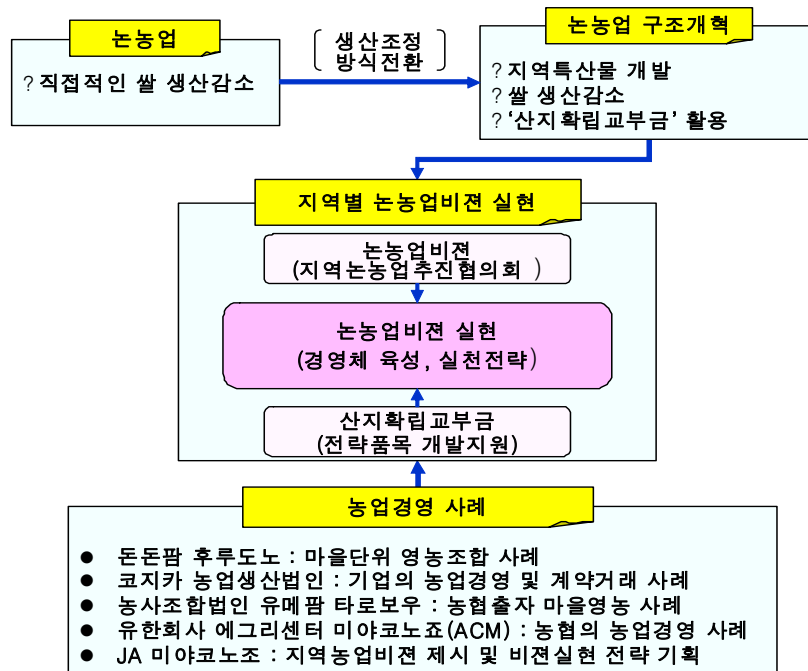 논농업
? 직접적인 쌀 생산감소
생산조정
방식전환
논농업 구조개혁
? 지역특산물 개발
? 쌀 생산감소
? ‘산지확립교부금’ 활용
지역별 논농업비젼 실현
논농업비젼
(지역논농업추진협의회 )
논농업비젼 실현
(경영체 육성, 실천전략)
산지확립교부금
(전략품목 개발지원)
농업경영 사례
● 돈돈팜 후루도노 : 마을단위 영농조합 사례
● 코지카 농업생산법인 : 기업의 농업경영 및 계약거래 사례
● 농사조합법인 유메팜 타로보우 : 농협출자 마을영농 사례
● 유한회사 에그리센터 미야코노죠(ACM) : 농협의 농업경영 사례
● JA 미야코노조 : 지역농업비젼 제시 및 비젼실현 전략 기획